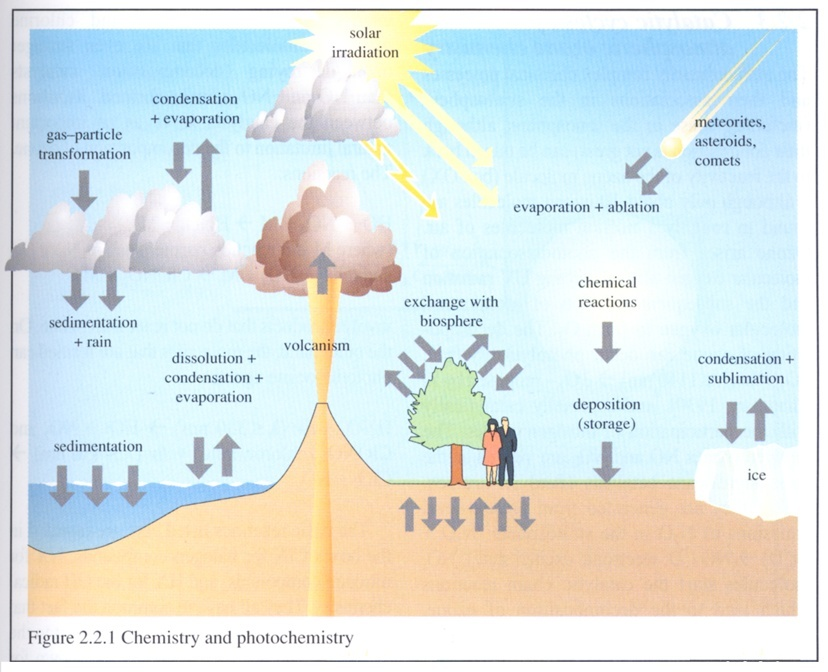 solar
irradiation
condensation
+ evaporation
gas–particle
transformation
meteorites,
asteroids,
comets
evaporation + ablation
chemical
reactions
exchange with
biosphere
sedimentation
+ rain
volcanism
dissolution +
condensation +
evaporation
condensation +
sublimation
deposition
(storage)
sedimentation
ice
Figure 2.2.1 Chemistry and photochemistry